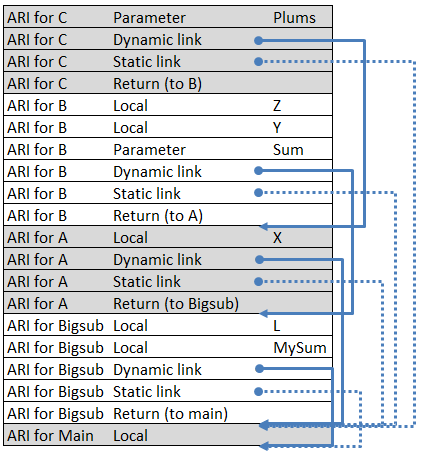 ARI for C Parameter Plums
ARI for C Dynamic link
ARI for C Static link
ARI for C Return (to B)
ARI for B Local Z
ARI for B Local Y
ARI for B Parameter Sum
ARI for B Dynamic link
ARI for B Static link
ARI for B Return (to A)
ARI for A Local X
ARI for A Dynamic link
ARI for A Static link
ARI for A Return (to Bigsub)
ARI for Bigsub Local L
ARI for Bigsub Local MySum
ARI for Bigsub Dynamic link
ARI for Bigsub Static link
ARI for Bigsub Return (to main)
ARI for Main Local